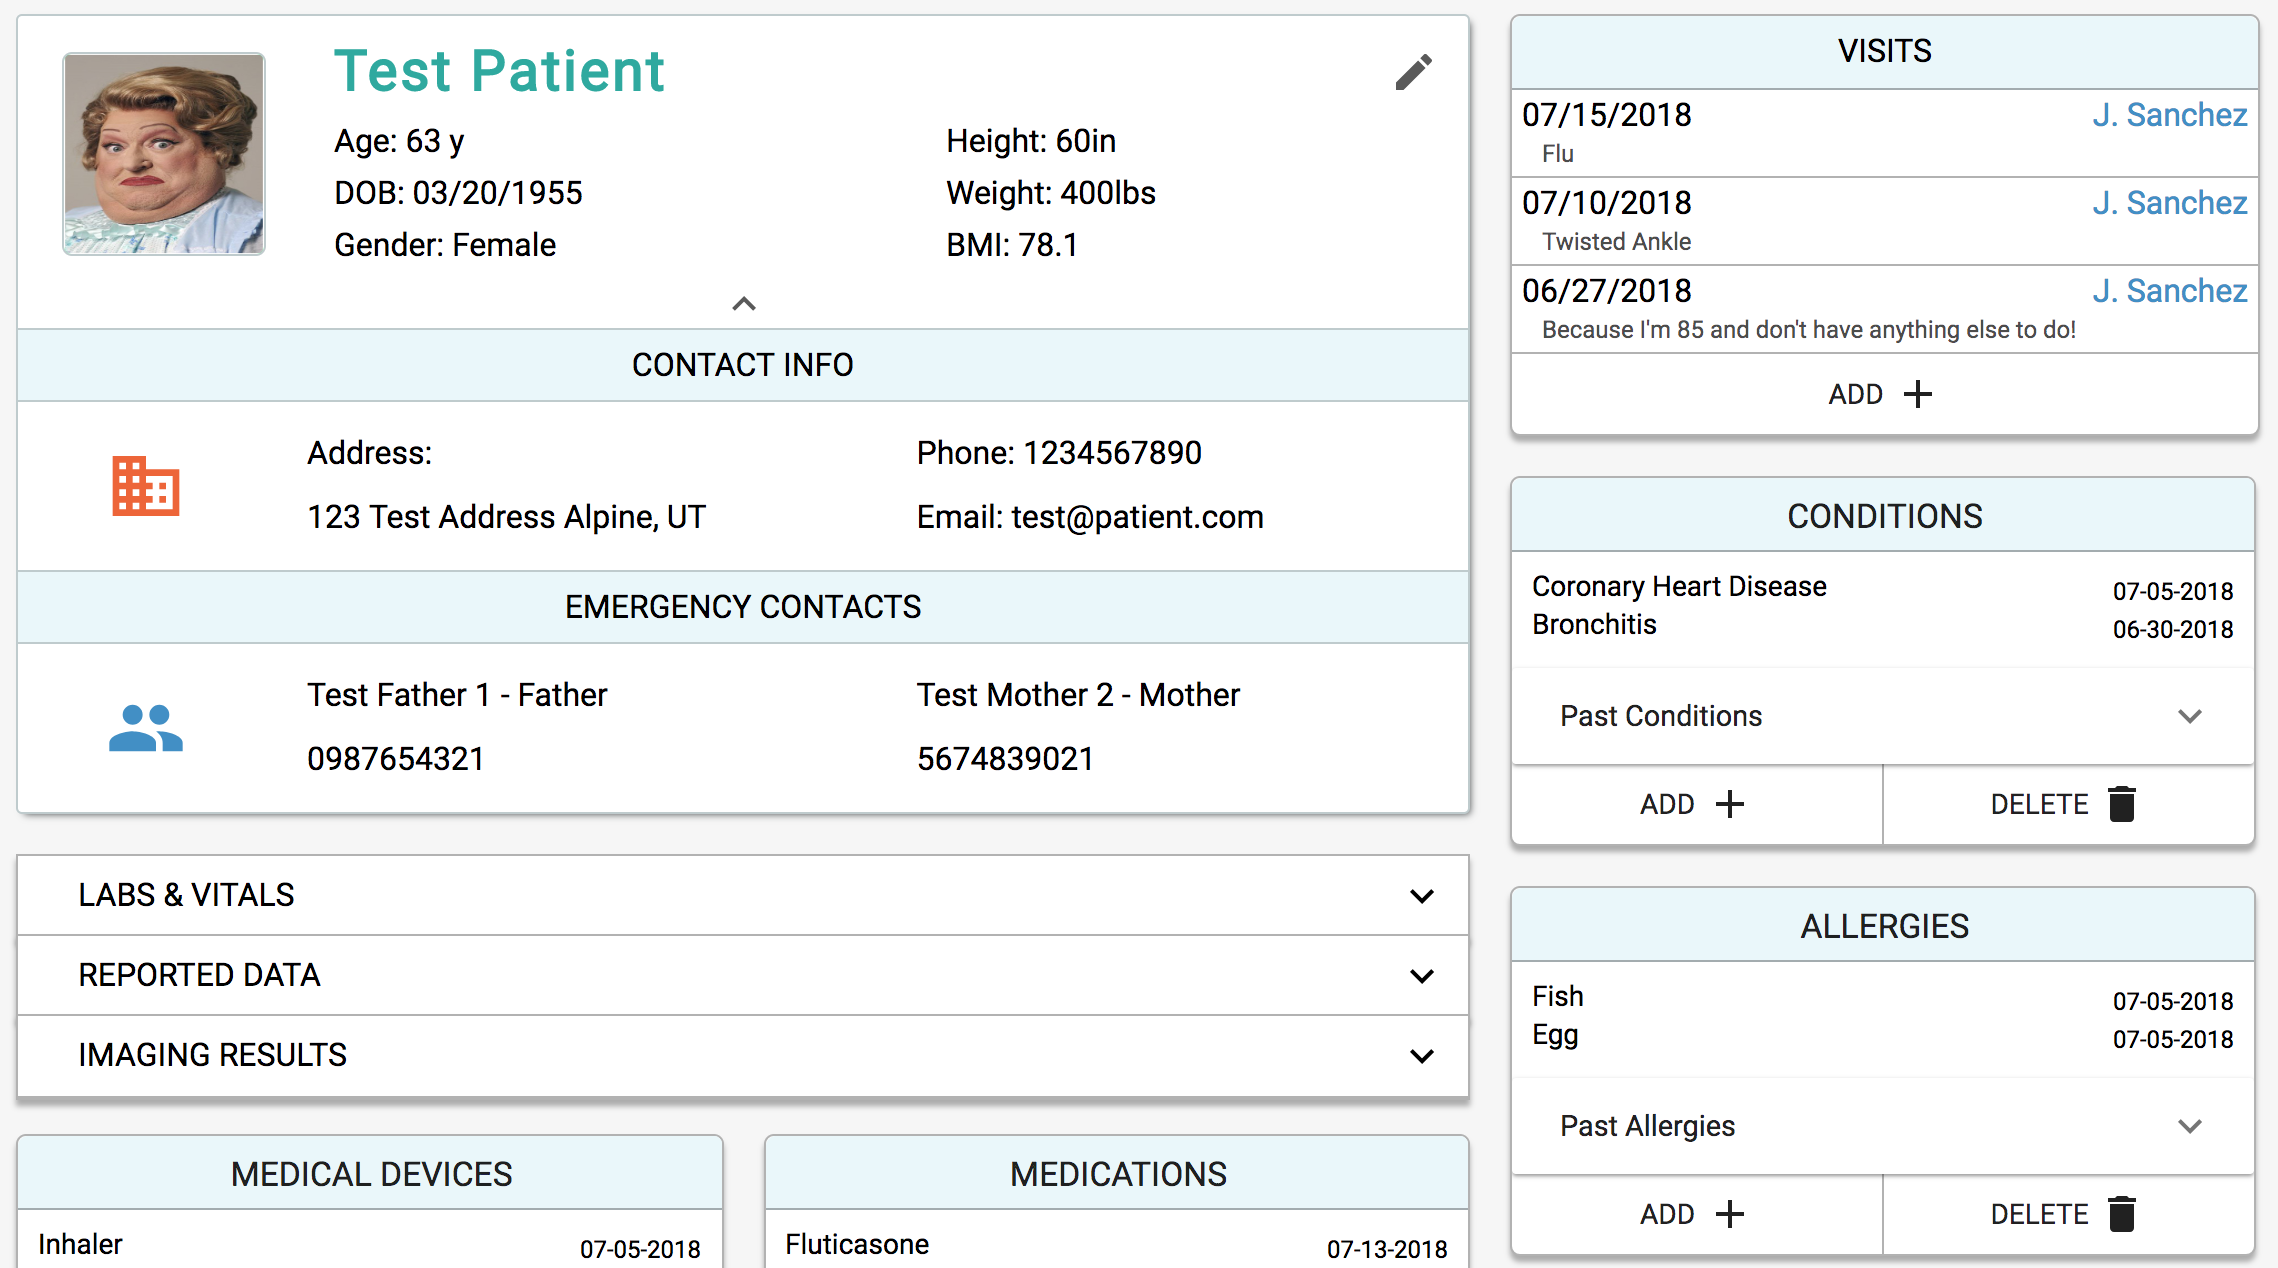 Test Patient
Age: 63 y
Height: 60in
DOB: 03/20/1955
Weight: 400lbs
Gender: Female
BMI: 78.1
CONTACT INFO
Address:
Phone: 1234567890
123 Test Address Alpine, UT
Email: test@patient.com
EMERGENCY CONTACTS
Test Father 1 - Father
Test Mother 2 - Mother
0987654321
5674839021
LABS & VITALS
REPORTED DATA
IMAGING RESULTS
MEDICAL DEVICES
Inhaler 07-05-2018
MEDICATIONS
Fluticasone 07-13-2018
VISITS
07/15/2018 J. Sanchez
Flu
07/10/2018 J. Sanchez
Twisted Ankle
06/27/2018 J. Sanchez
Because I'm 85 and don't have anything else to do!
ADD
CONDITIONS
Coronary Heart Disease 07-05-2018
Bronchitis 06-30-2018
Past Conditions
ADD DELETE
ALLERGIES
Fish 07-05-2018
Egg 07-05-2018
Past Allergies
ADD DELETE